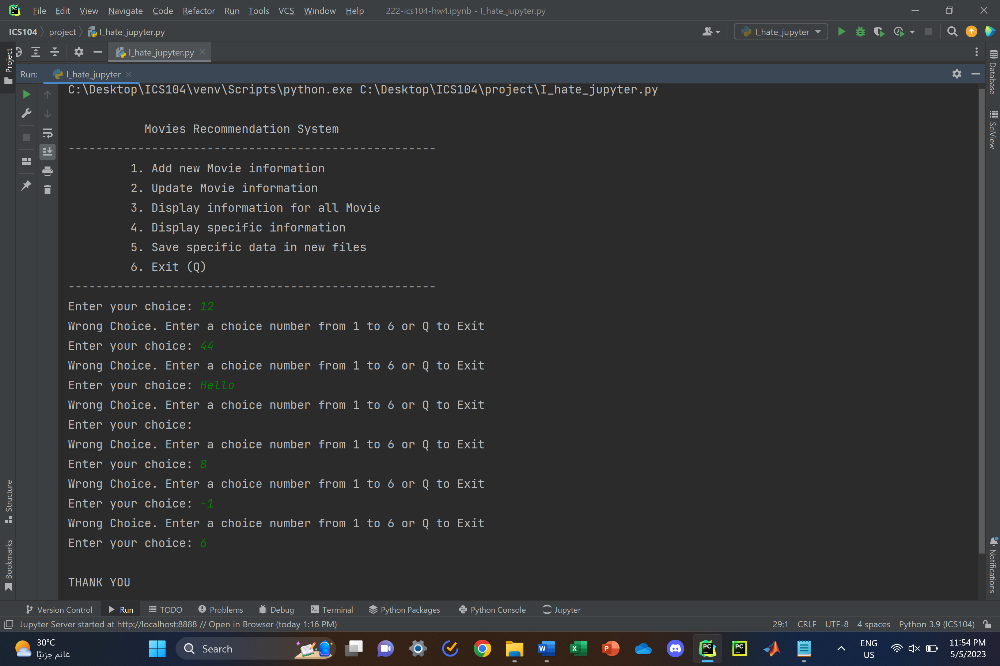 File Edit View Navigate Code Refactor Run Tools VCS Window Help 222-ics104-hw4.ipynb - I_hate_jupyter.py
ICS104 project I_hate_jupyter.py I_hate_jupyter
Project
I_hate_jupyter.py
Run: I_hate_jupyter
C:\Desktop\ICS104\venv\Scripts\python.exe C:\Desktop\ICS104\project\I_hate_jupyter.py
Movies Recommendation System
-----------------------------------------------------
1. Add new Movie information
2. Update Movie information
3. Display information for all Movie
4. Display specific information
5. Save specific data in new files
6. Exit (Q)
-----------------------------------------------------
Enter your choice: 12
Wrong Choice. Enter a choice number from 1 to 6 or Q to Exit
Enter your choice: 44
Wrong Choice. Enter a choice number from 1 to 6 or Q to Exit
Enter your choice: Hello
Wrong Choice. Enter a choice number from 1 to 6 or Q to Exit
Enter your choice:
Wrong Choice. Enter a choice number from 1 to 6 or Q to Exit
Enter your choice: 8
Wrong Choice. Enter a choice number from 1 to 6 or Q to Exit
Enter your choice: -1
Wrong Choice. Enter a choice number from 1 to 6 or Q to Exit
Enter your choice: 6
THANK YOU
Database
SciView
Structure
Bookmarks
Notifications
Version Control Run TODO Problems Debug Terminal Python Packages Python Console Jupyter
Jupyter Server started at http://localhost:8888 // Open in Browser (today 1:16 PM) 29:1 CRLF UTF-8 4 spaces Python 3.9 (ICS104)
30°C
غائم جزئيًا
Search
ENG
US
11:54 PM
5/5/2023